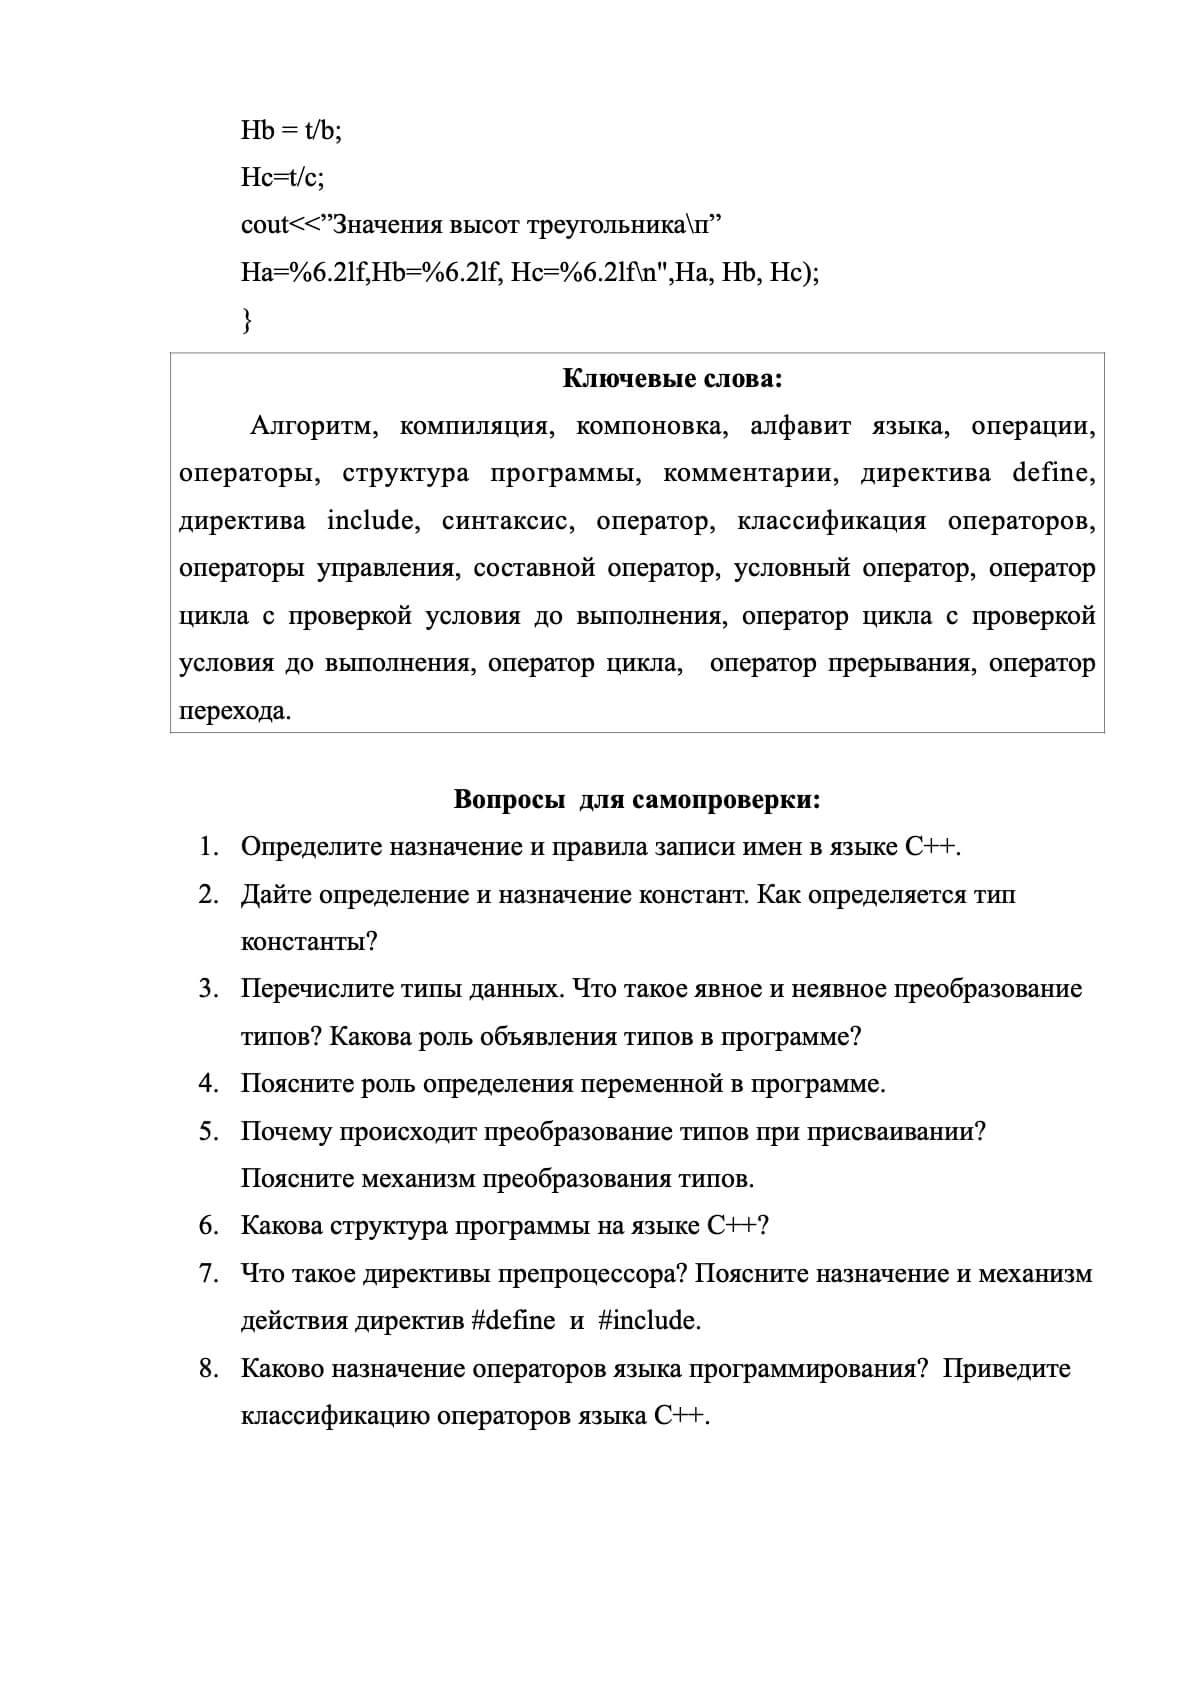 Hb = t/b;
Hc=t/c;
cout<<”Значения высот треугольника\п”
Ha=%6.2lf,Hb=%6.2lf, Hc=%6.2lf\n",Ha, Hb, Hc);
}
Ключевые слова:
Алгоритм, компиляция, компоновка, алфавит языка, операции,
операторы, структура программы, комментарии, директива define,
директива include, синтаксис, оператор, классификация операторов,
операторы управления, составной оператор, условный оператор, оператор
цикла с проверкой условия до выполнения, оператор цикла с проверкой
условия до выполнения, оператор цикла, оператор прерывания, оператор
перехода.
Вопросы для самопроверки:
1. Определите назначение и правила записи имен в языке С++.
2. Дайте определение и назначение констант. Как определяется тип
константы?
3. Перечислите типы данных. Что такое явное и неявное преобразование
типов? Какова роль объявления типов в программе?
4. Поясните роль определения переменной в программе.
5. Почему происходит преобразование типов при присваивании?
Поясните механизм преобразования типов.
6. Какова структура программы на языке С++?
7. Что такое директивы препроцессора? Поясните назначение и механизм
действия директив #define и #include.
8. Каково назначение операторов языка программирования? Приведите
классификацию операторов языка С++.